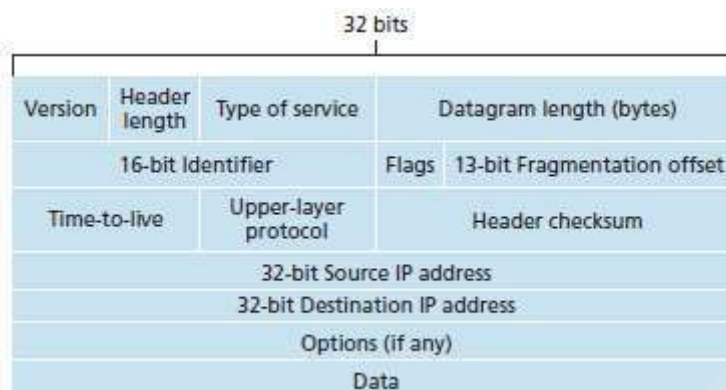 32 bits
Version Header length Type of service Datagram length (bytes)
16-bit Identifier Flags 13-bit Fragmentation offset
Time-to-live Upper-layer protocol Header checksum
32-bit Source IP address
32-bit Destination IP address
Options (if any)
Data